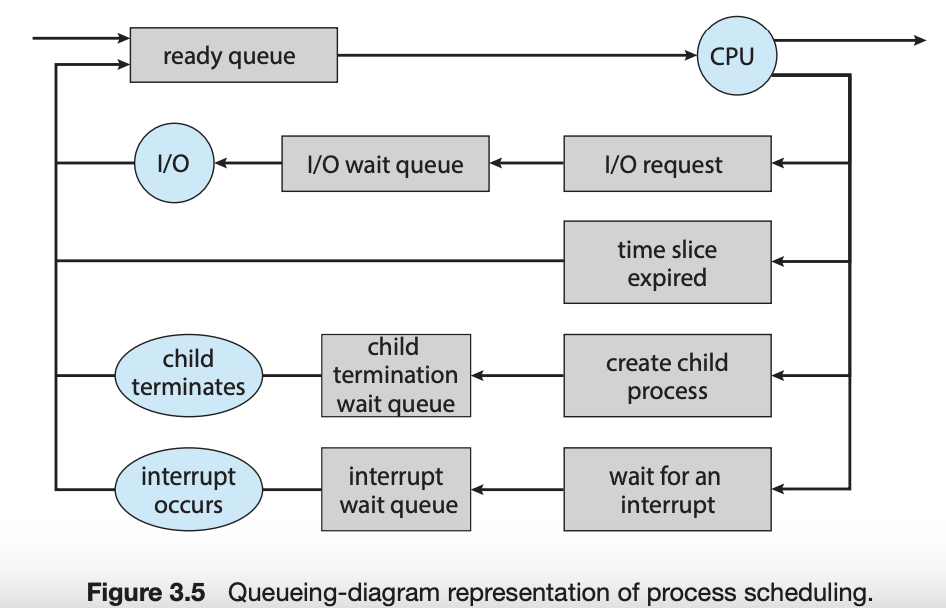 ready queue
CPU
I/O
I/O wait queue
I/O request
time slice
expired
child
terminates
child
termination
wait queue
create child
process
interrupt
occurs
interrupt
wait queue
wait for an
interrupt
Figure 3.5 Queueing-diagram representation of process scheduling.